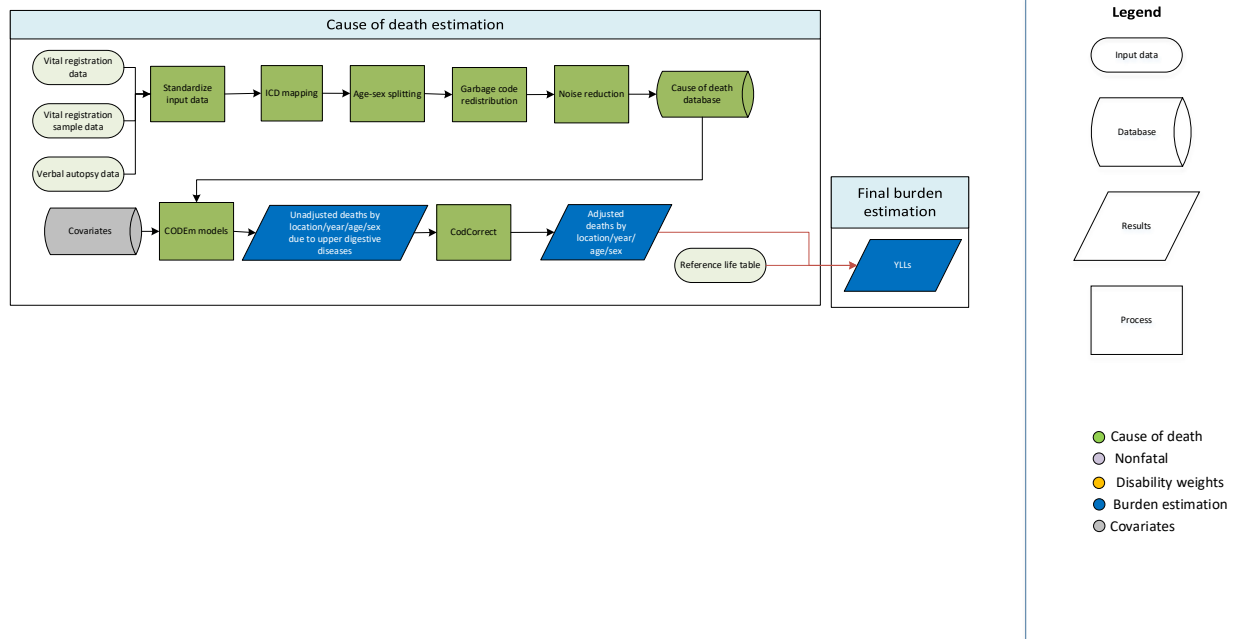 Cause of death estimation
Vital registration
data
Vital registration
sample data
Verbal autopsy data
Standardize
input data
ICD mapping
Age-sex splitting
Garbage code
redistribution
Noise reduction
Cause of death
database
Covariates
CODEm models
Unadjusted deaths by
location/year/age/sex
due to upper digestive
diseases
CodCorrect
Adjusted
deaths by
location/year/
age/sex
Reference life table
Final burden
estimation
YLLs
Legend
Input data
Database
Results
Process
Cause of death
Nonfatal
Disability weights
Burden estimation
Covariates